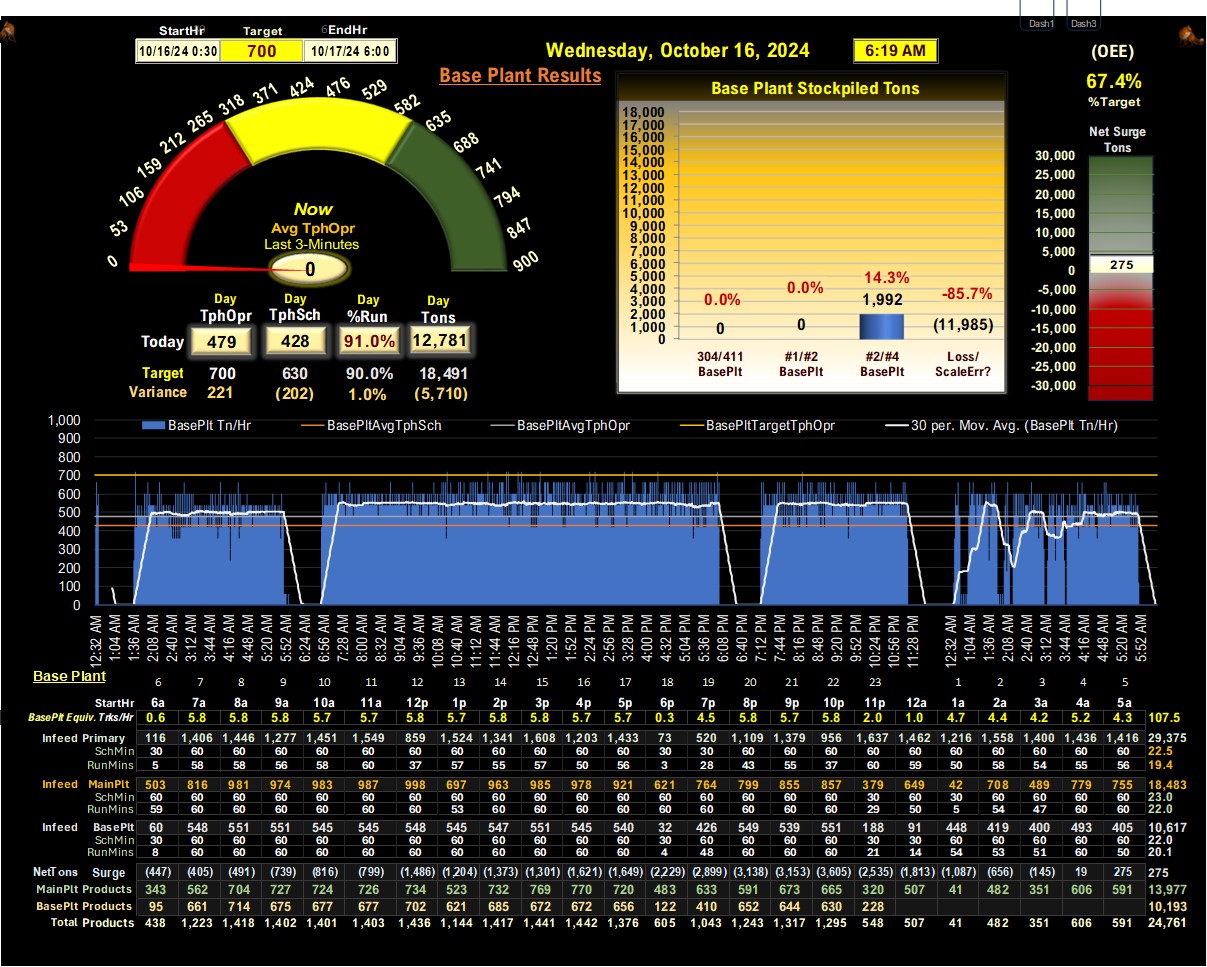 Dash1 Dash3
StartHr Target EndHr
10/16/24 0:30 700 10/17/24 6:00
Wednesday, October 16, 2024 6:19 AM
(OEE)
67.4%
%Target
Base Plant Results
Base Plant Stockpiled Tons
Net Surge
Tons
0 53 106 159 212 265 318 371 424 476 529 582 635 688 741 794 847 900
Now
Avg TphOpr
Last 3-Minutes
0
18,000
17,000
16,000
15,000
14,000
13,000
12,000
11,000
10,000
9,000
8,000
7,000
6,000
5,000
4,000
3,000
2,000
1,000
0
0.0% 0.0% 14.3% -85.7%
0 0 1,992 (11,985)
304/411 #1/#2 #2/#4 Loss/
BasePlt BasePlt BasePlt ScaleErr?
30,000
25,000
20,000
15,000
10,000
5,000
0
275
-5,000
-10,000
-15,000
-20,000
-25,000
-30,000
Day Day Day Day
TphOpr TphSch %Run Tons
Today 479 428 91.0% 12,781
Target 700 630 90.0% 18,491
Variance 221 (202) 1.0% (5,710)
BasePlt Tn/Hr BasePltAvgTphSch BasePltAvgTphOpr BasePltTargetTphOpr 30 per. Mov. Avg. (BasePlt Tn/Hr)
1,000
900
800
700
600
500
400
300
200
100
0
12:32 AM 1:04 AM 1:36 AM 2:08 AM 2:40 AM 3:12 AM 3:44 AM 4:16 AM 4:48 AM 5:20 AM 5:52 AM 6:24 AM 6:56 AM 7:28 AM 8:00 AM 8:32 AM 9:04 AM 9:36 AM 10:08 AM 10:40 AM 11:12 AM 11:44 AM 12:16 PM 12:48 PM 1:20 PM 1:52 PM 2:24 PM 2:56 PM 3:28 PM 4:00 PM 4:32 PM 5:04 PM 5:36 PM 6:08 PM 6:40 PM 7:12 PM 7:44 PM 8:16 PM 8:48 PM 9:20 PM 9:52 PM 10:24 PM 10:56 PM 11:28 PM 12:32 AM 1:04 AM 1:36 AM 2:08 AM 2:40 AM 3:12 AM 3:44 AM 4:16 AM 4:48 AM 5:20 AM 5:52 AM
Base Plant
6 7 8 9 10 11 12 13 14 15 16 17 18 19 20 21 22 23 1 2 3 4 5
StartHr 6a 7a 8a 9a 10a 11a 12p 1p 2p 3p 4p 5p 6p 7p 8p 9p 10p 11p 12a 1a 2a 3a 4a 5a
BasePlt Equiv. Trks/Hr 0.6 5.8 5.8 5.8 5.7 5.7 5.8 5.7 5.8 5.8 5.7 5.7 0.3 4.5 5.8 5.7 5.8 2.0 1.0 4.7 4.4 4.2 5.2 4.3 107.5
Infeed Primary 116 1,406 1,446 1,277 1,451 1,549 859 1,524 1,341 1,608 1,203 1,433 73 520 1,109 1,379 956 1,637 1,462 1,216 1,558 1,400 1,436 1,416 29,375
SchMin 30 60 60 60 60 60 60 60 60 60 60 60 30 30 60 60 60 60 60 60 60 60 60 60 22.5
RunMins 5 58 58 56 58 60 37 57 55 57 50 56 3 28 43 55 37 60 59 50 58 54 55 56 19.4
Infeed MainPlt 503 816 981 974 983 987 998 697 963 985 978 921 621 764 799 855 857 379 649 42 708 489 779 755 18,483
SchMin 60 60 60 60 60 60 60 60 60 60 60 60 60 60 60 60 60 30 60 30 60 60 60 60 23.0
RunMins 59 60 60 60 60 60 60 53 60 60 60 60 60 60 60 60 60 29 50 5 54 47 60 60 22.0
Infeed BasePlt 60 548 551 551 545 545 548 545 547 551 545 540 32 426 549 539 551 188 91 448 419 400 493 405 10,617
SchMin 30 60 60 60 60 60 60 60 60 60 60 60 30 60 60 60 60 30 30 60 60 60 60 60 22.0
RunMins 8 60 60 60 60 60 60 60 60 60 60 60 4 48 60 60 60 21 14 54 53 51 60 50 20.1
NetTons Surge (447) (405) (491) (739) (816) (799) (1,486) (1,204) (1,373) (1,301) (1,621) (1,649) (2,229) (2,899) (3,138) (3,153) (3,605) (2,535) (1,813) (1,087) (656) (145) 19 275 275
MainPlt Products 343 562 704 727 724 726 734 523 732 769 770 720 483 633 591 673 665 320 507 41 482 351 606 591 13,977
BasePlt Products 95 661 714 675 677 677 702 621 685 672 672 656 122 410 652 644 630 228 10,193
Total Products 438 1,223 1,418 1,402 1,401 1,403 1,436 1,144 1,417 1,441 1,442 1,376 605 1,043 1,243 1,317 1,295 548 507 41 482 351 606 591 24,761